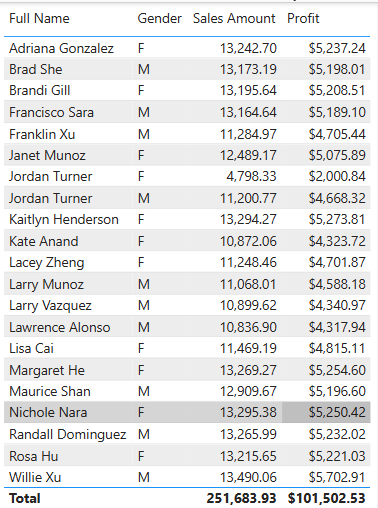 Full Name Gender Sales Amount Profit
Adriana Gonzalez F 13,242.70 $5,237.24
Brad She M 13,173.19 $5,198.01
Brandi Gill F 13,195.64 $5,208.51
Francisco Sara M 13,164.64 $5,189.10
Franklin Xu M 11,284.97 $4,705.44
Janet Munoz F 12,489.17 $5,075.89
Jordan Turner F 4,798.33 $2,000.84
Jordan Turner M 11,200.77 $4,668.32
Kaitlyn Henderson F 13,294.27 $5,273.81
Kate Anand F 10,872.06 $4,323.72
Lacey Zheng F 11,248.46 $4,701.87
Larry Munoz M 11,068.01 $4,588.18
Larry Vazquez M 10,899.62 $4,340.97
Lawrence Alonso M 10,836.90 $4,317.94
Lisa Cai F 11,469.19 $4,815.11
Margaret He F 13,269.27 $5,254.60
Maurice Shan M 12,909.67 $5,196.60
Nichole Nara F 13,295.38 $5,250.42
Randall Dominguez M 13,265.99 $5,232.02
Rosa Hu F 13,215.65 $5,221.03
Willie Xu M 13,490.06 $5,702.91
Total 251,683.93 $101,502.53